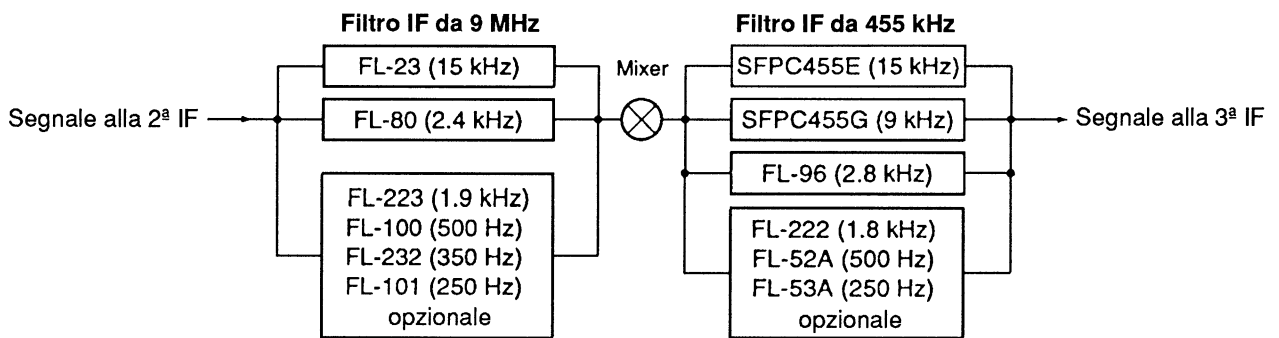 Filtro IF da 9 MHz
FL-23 (15 kHz)
Segnale alla 2ª IF
FL-80 (2.4 kHz)
FL-223 (1.9 kHz)
FL-100 (500 Hz)
FL-232 (350 Hz)
FL-101 (250 Hz)
opzionale
Mixer
Filtro IF da 455 kHz
SFPC455E (15 kHz)
SFPC455G (9 kHz)
FL-96 (2.8 kHz)
FL-222 (1.8 kHz)
FL-52A (500 Hz)
FL-53A (250 Hz)
opzionale
Segnale alla 3ª IF